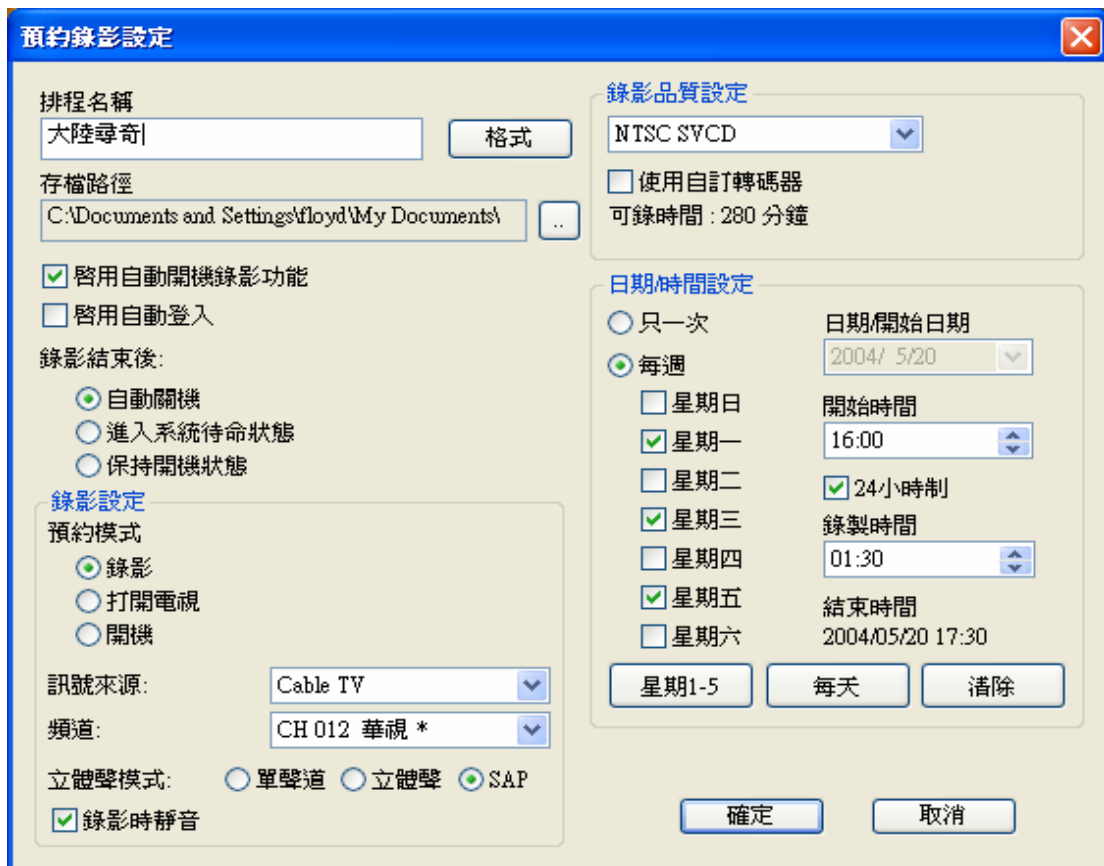 預約錄影設定
排程名稱
大陸尋奇
格式
存檔路徑
C:\Documents and Settings\floyd\My Documents\
..
啓用自動開機錄影功能
啓用自動登入
錄影結束後:
自動關機
進入系統待命狀態
保持開機狀態
錄影設定
預約模式
錄影
打開電視
開機
訊號來源:
Cable TV
頻道:
CH 012 華視 *
立體聲模式:
單聲道
立體聲
SAP
錄影時靜音
錄影品質設定
NTSC SVCD
使用自訂轉碼器
可錄時間 : 280 分鐘
日期/時間設定
只一次
每週
星期日
星期一
星期二
星期三
星期四
星期五
星期六
日期/開始日期
2004/ 5/20
開始時間
16:00
24小時制
錄製時間
01:30
結束時間
2004/05/20 17:30
星期1-5
每天
清除
確定
取消